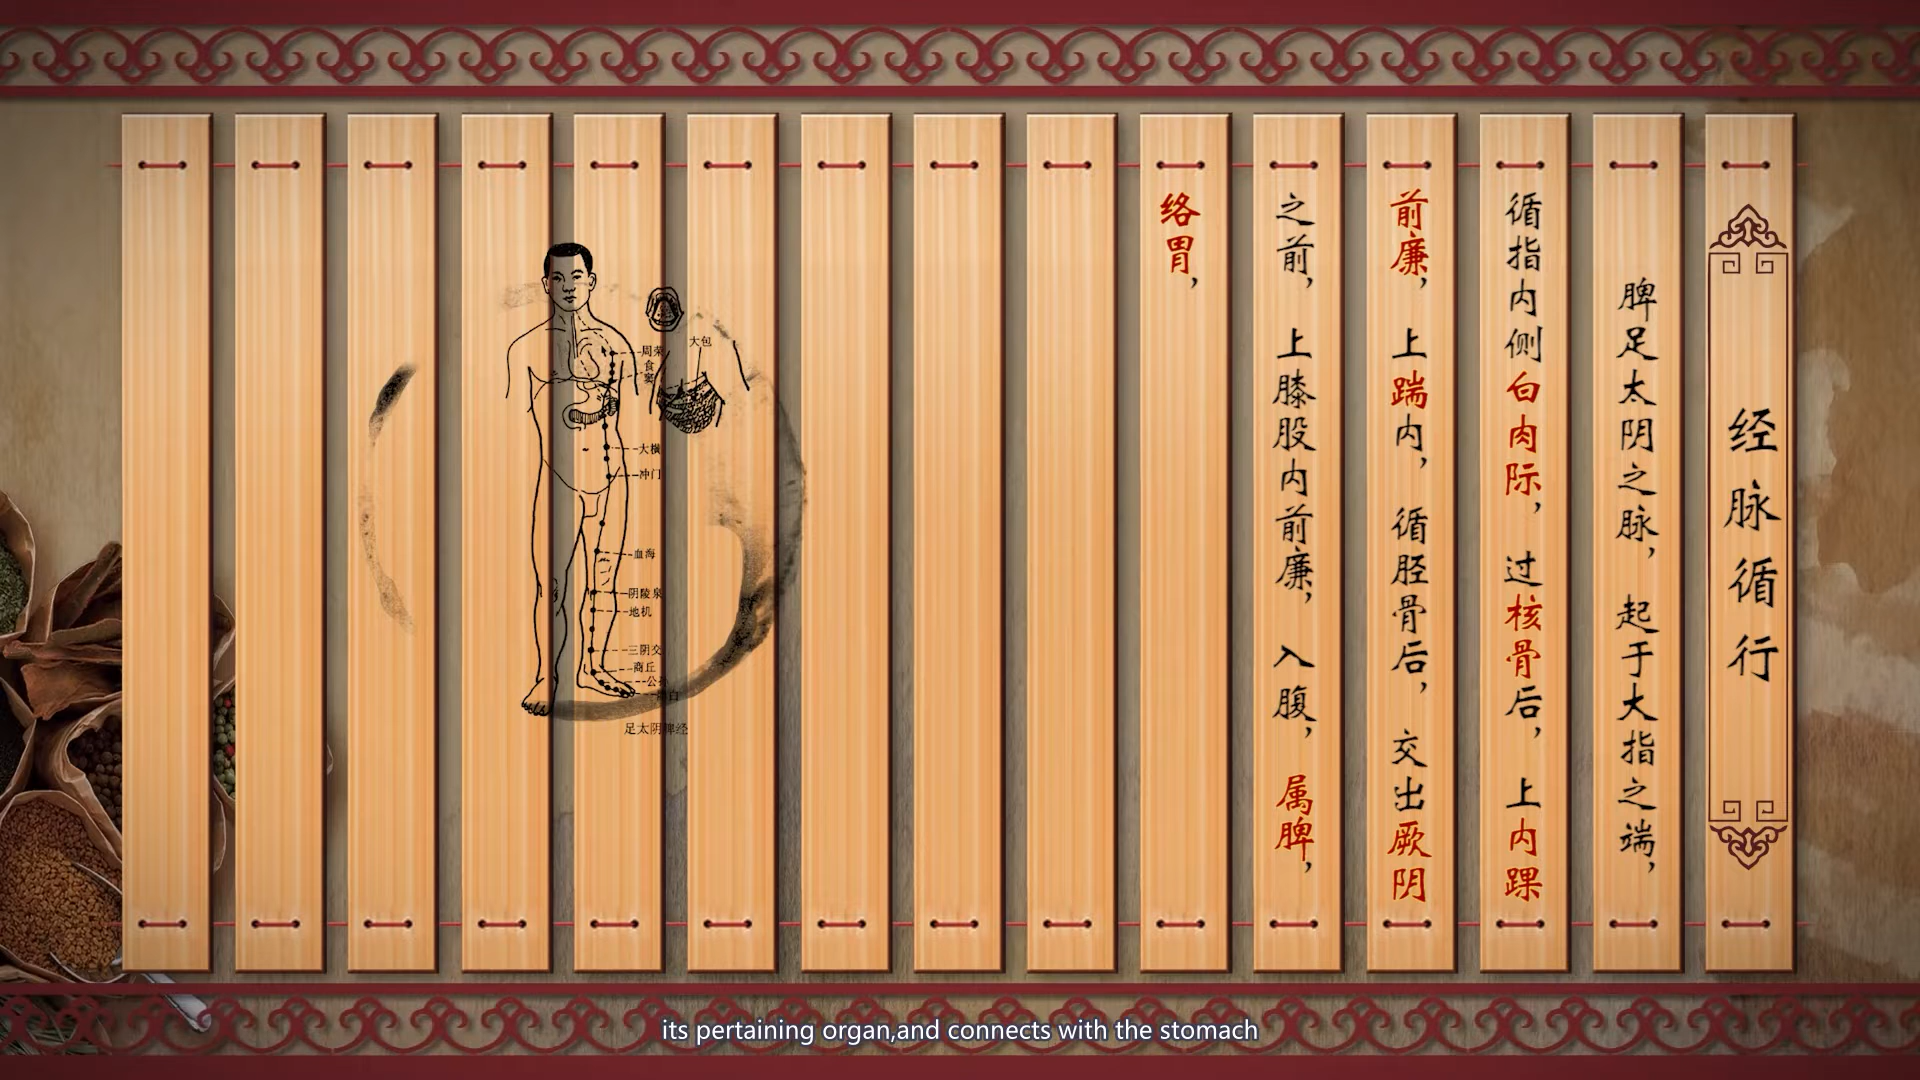 经脉循行
脾足太阴之脉，起于大指之端，
循指内侧白肉际，过核骨后，上内踝
前廉，上踹内，循胫骨后，交出厥阴
之前，上膝股内前廉，入腹，属脾，
络胃，
大包
周荣
食窦
大横
冲门
血海
阴陵泉
地机
三阴交
商丘
公孙
足太阴脾经
its pertaining organ,and connects with the stomach